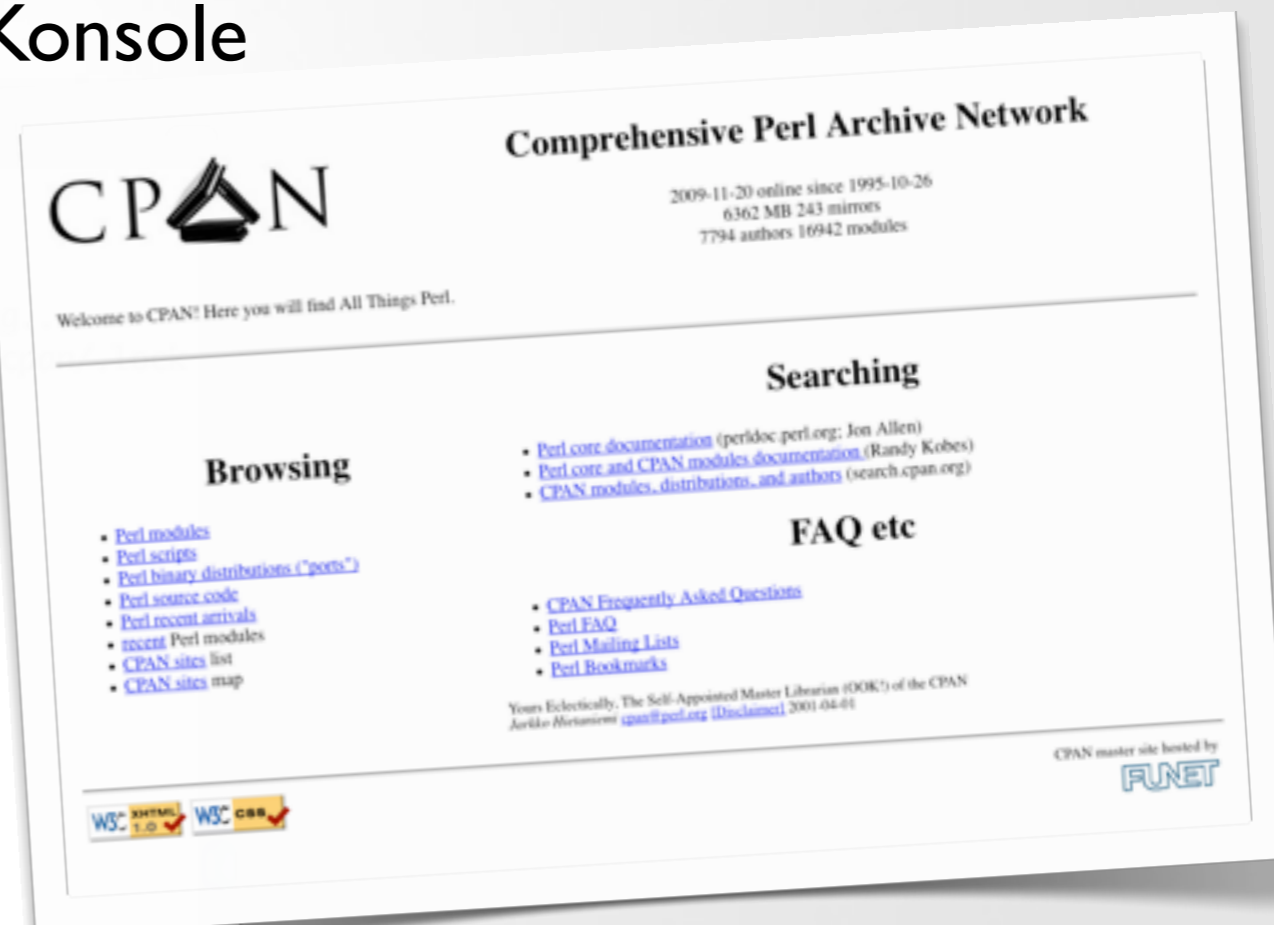 Konsole
CPAN
Comprehensive Perl Archive Network
2009-11-20 online since 1995-10-26
6362 MB 243 mirrors
7794 authors 16942 modules
Welcome to CPAN! Here you will find All Things Perl.
Browsing
Perl modules
Perl scripts
Perl binary distributions ("ports")
Perl source code
Perl recent arrivals
recent Perl modules
CPAN sites list
CPAN sites map
Searching
Perl core documentation (perldoc.perl.org; Jon Allen)
Perl core and CPAN modules documentation (Randy Kobes)
CPAN modules, distributions, and authors (search.cpan.org)
FAQ etc
CPAN Frequently Asked Questions
Perl FAQ
Perl Mailing Lists
Perl Bookmarks
Yours Eclectically, The Self-Appointed Master Librarian (OOK!) of the CPAN
Jarkko Hietaniemi cpan@perl.org [Disclaimer] 2001-04-01
CPAN master site hosted by
FUNET
W3C XHTML 1.0
W3C CSS